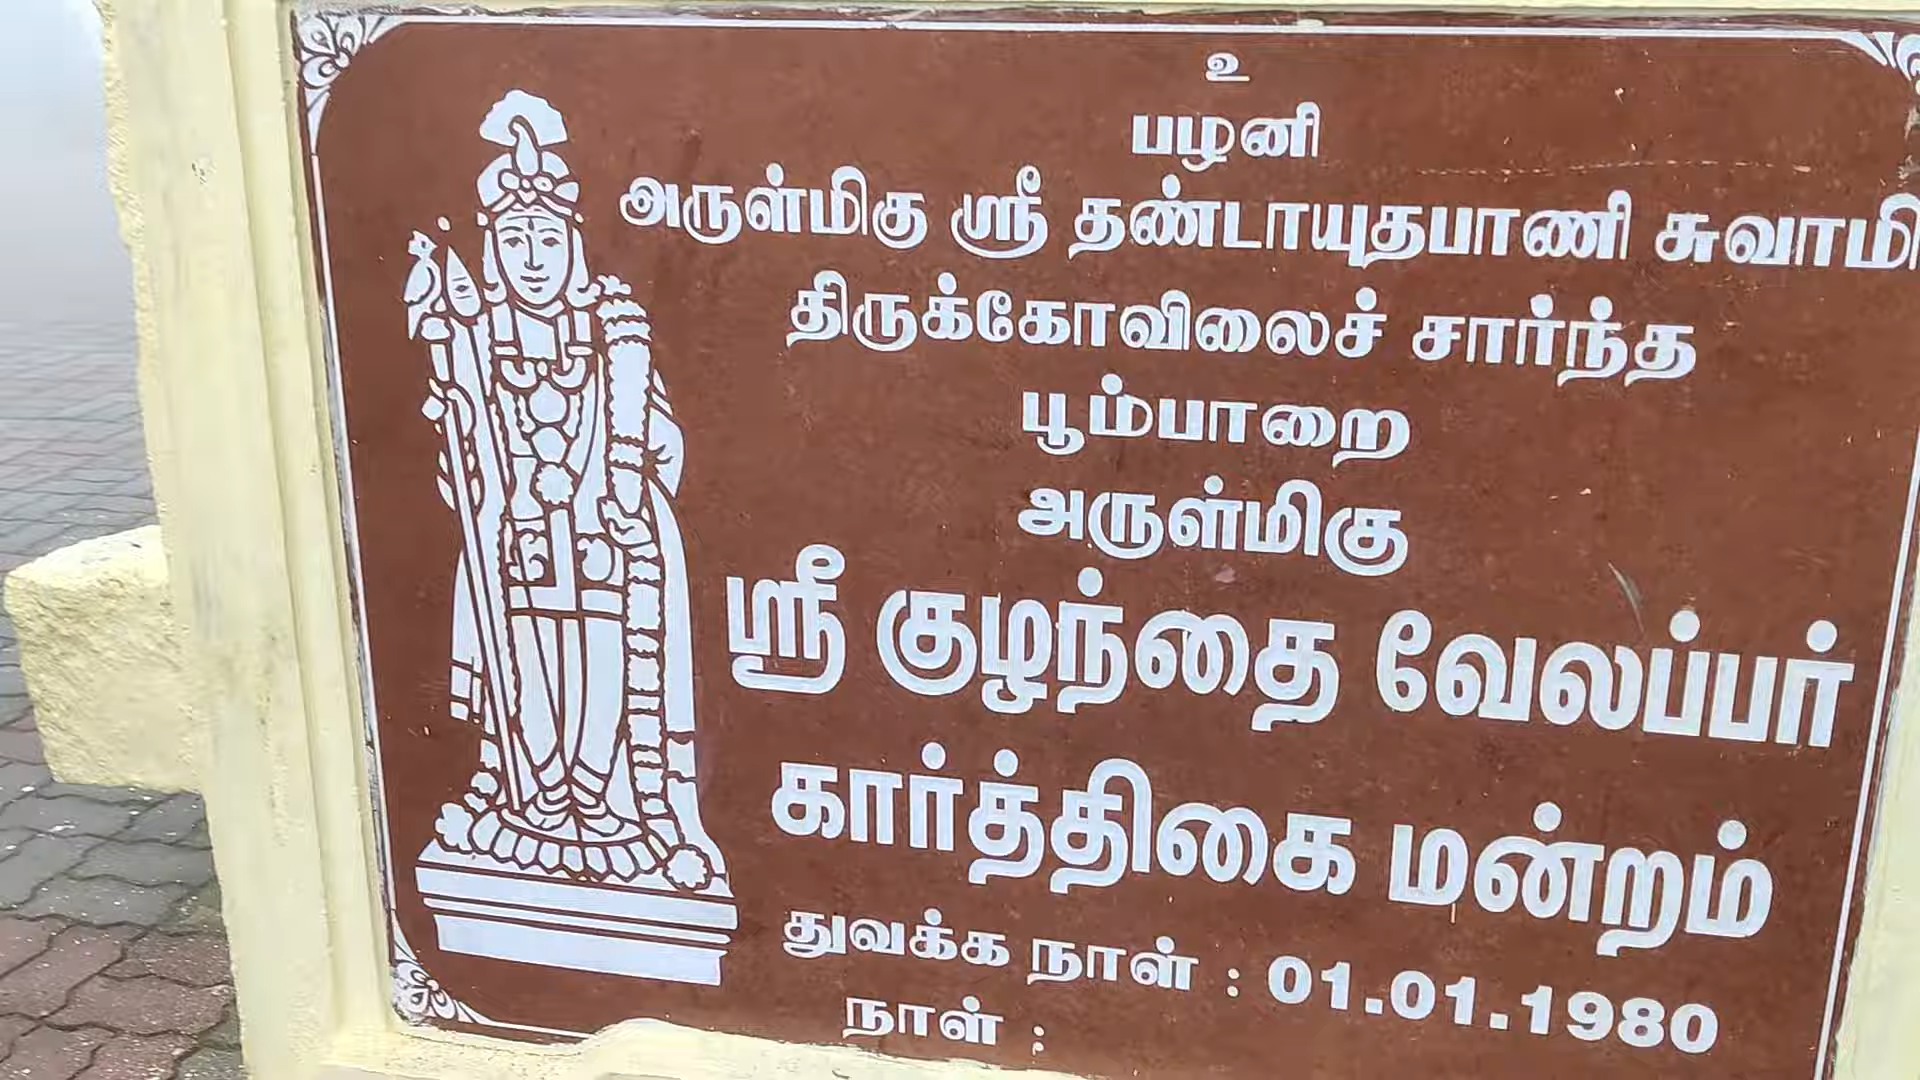 உ
பழனி
அருள்மிகு ஸ்ரீ தண்டாயுதபாணி சுவாமி
திருக்கோவிலைச் சார்ந்த
பூம்பாறை
அருள்மிகு
ஸ்ரீ குழந்தை வேலப்பர்
கார்த்திகை மன்றம்
துவக்க நாள் : 01.01.1980
நாள் :